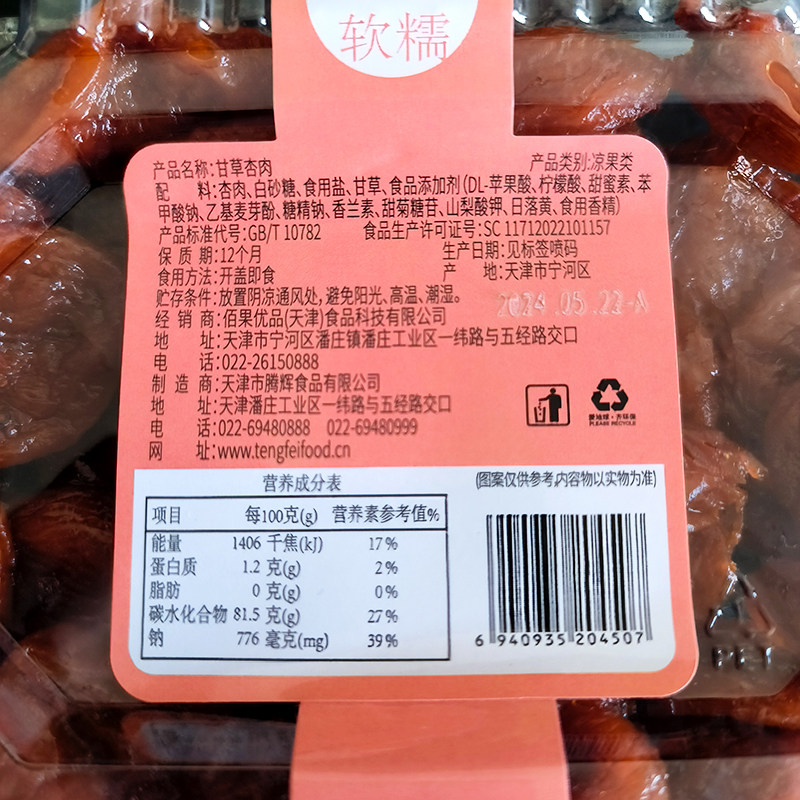 软糯
产品名称:甘草杏肉 产品类别:凉果类
配 料:杏肉、白砂糖、食用盐、甘草、食品添加剂(DL-苹果酸、柠檬酸、甜蜜素、苯
甲酸钠、乙基麦芽酚、糖精钠、香兰素、甜菊糖苷、山梨酸钾、日落黄、食用香精)
产品标准代号:GB/T 10782 食品生产许可证号:SC 11712022101157
保 质 期:12个月 生产日期:见标签喷码
食用方法:开盖即食 产 地:天津市宁河区
贮存条件:放置阴凉通风处,避免阳光、高温、潮湿。
2024.05.22-A
经 销 商:佰果优品(天津)食品科技有限公司
地 址:天津市宁河区潘庄镇潘庄工业区一纬路与五经路交口
电 话:022-26150888
制 造 商:天津市腾辉食品有限公司
地 址:天津潘庄工业区一纬路与五经路交口
电 话:022-69480888 022-69480999
网 址:www.tengfeifood.cn
爱地球·齐环保
PLEASE RECYCLE
营养成分表
(图案仅供参考,内容物以实物为准)
项目 每100克(g) 营养素参考值%
能量 1406 千焦(kJ) 17%
蛋白质 1.2 克(g) 2%
脂肪 0 克(g) 0%
碳水化合物 81.5 克(g) 27%
钠 776 毫克(mg) 39%
6 940935 204507
PET